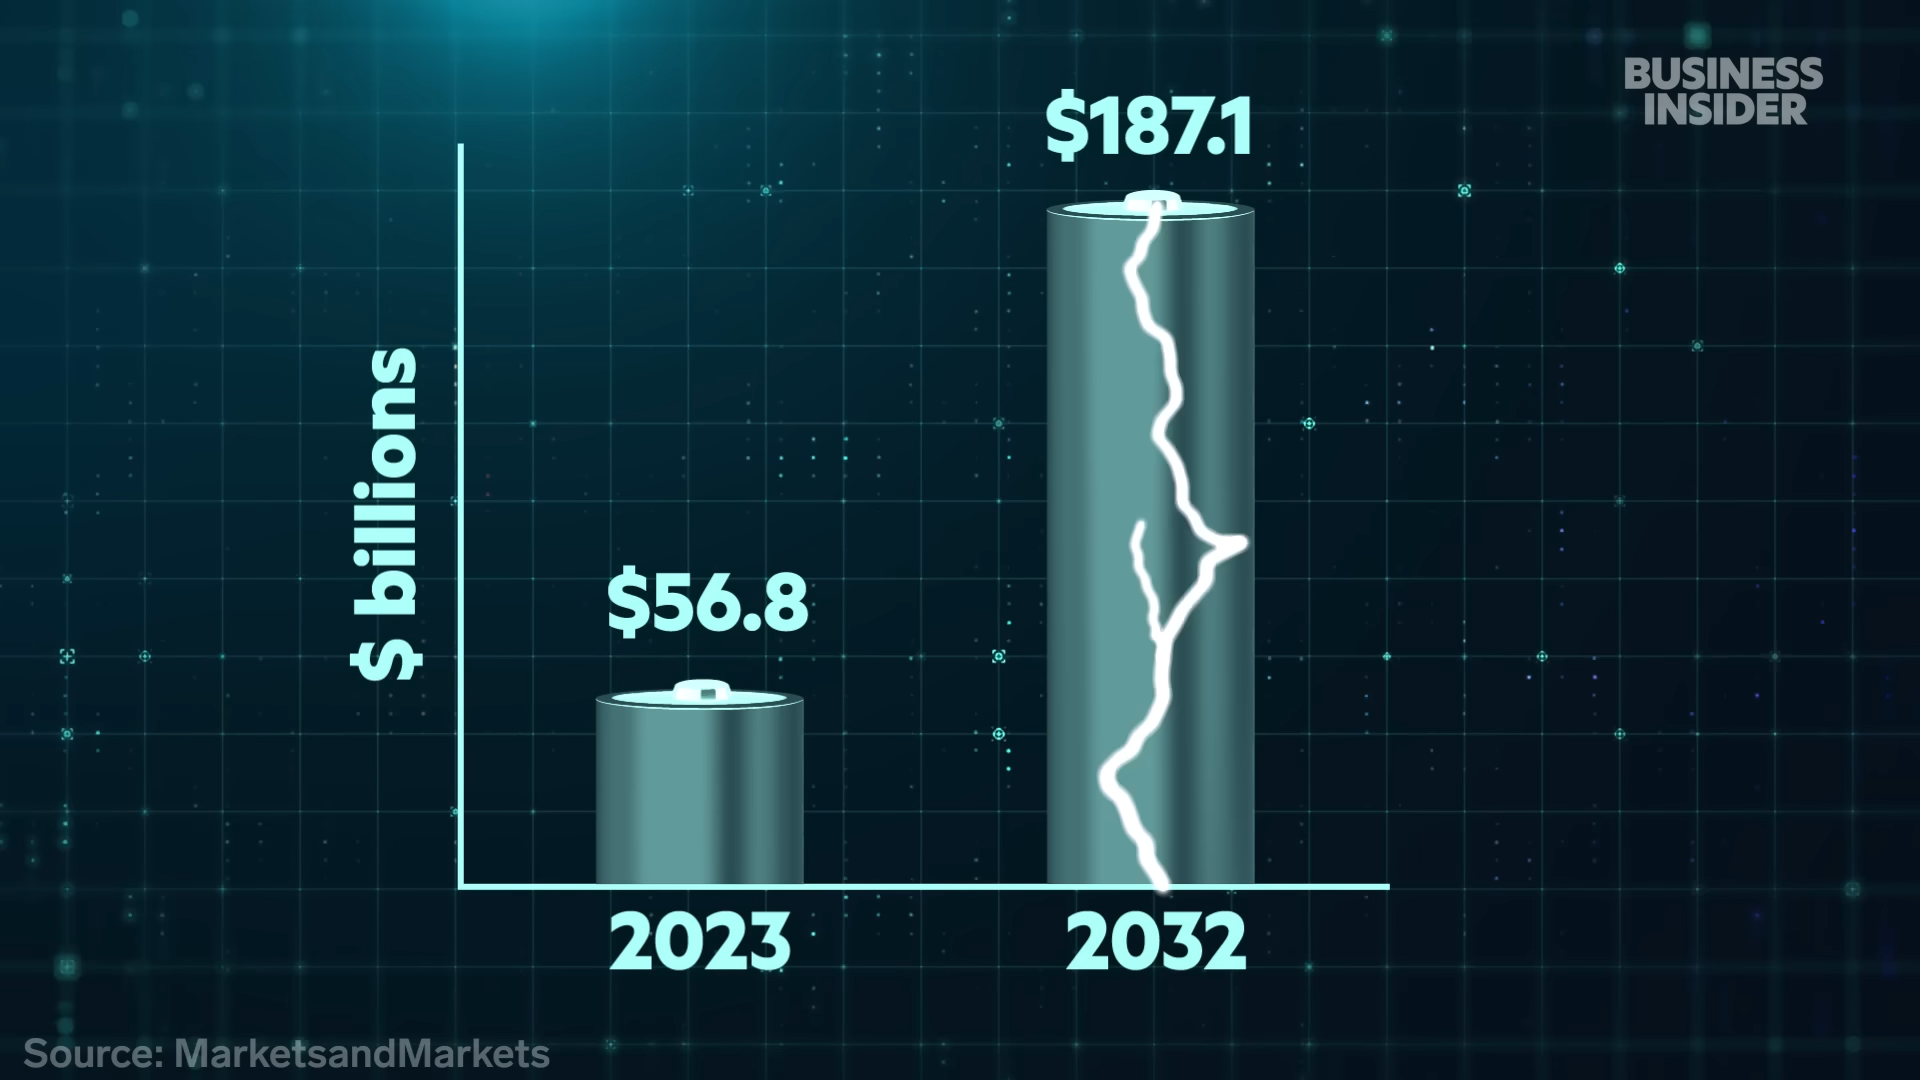 BUSINESS
INSIDER
$187.1
$ billions
$56.8
2023
2032
Source: MarketsandMarkets